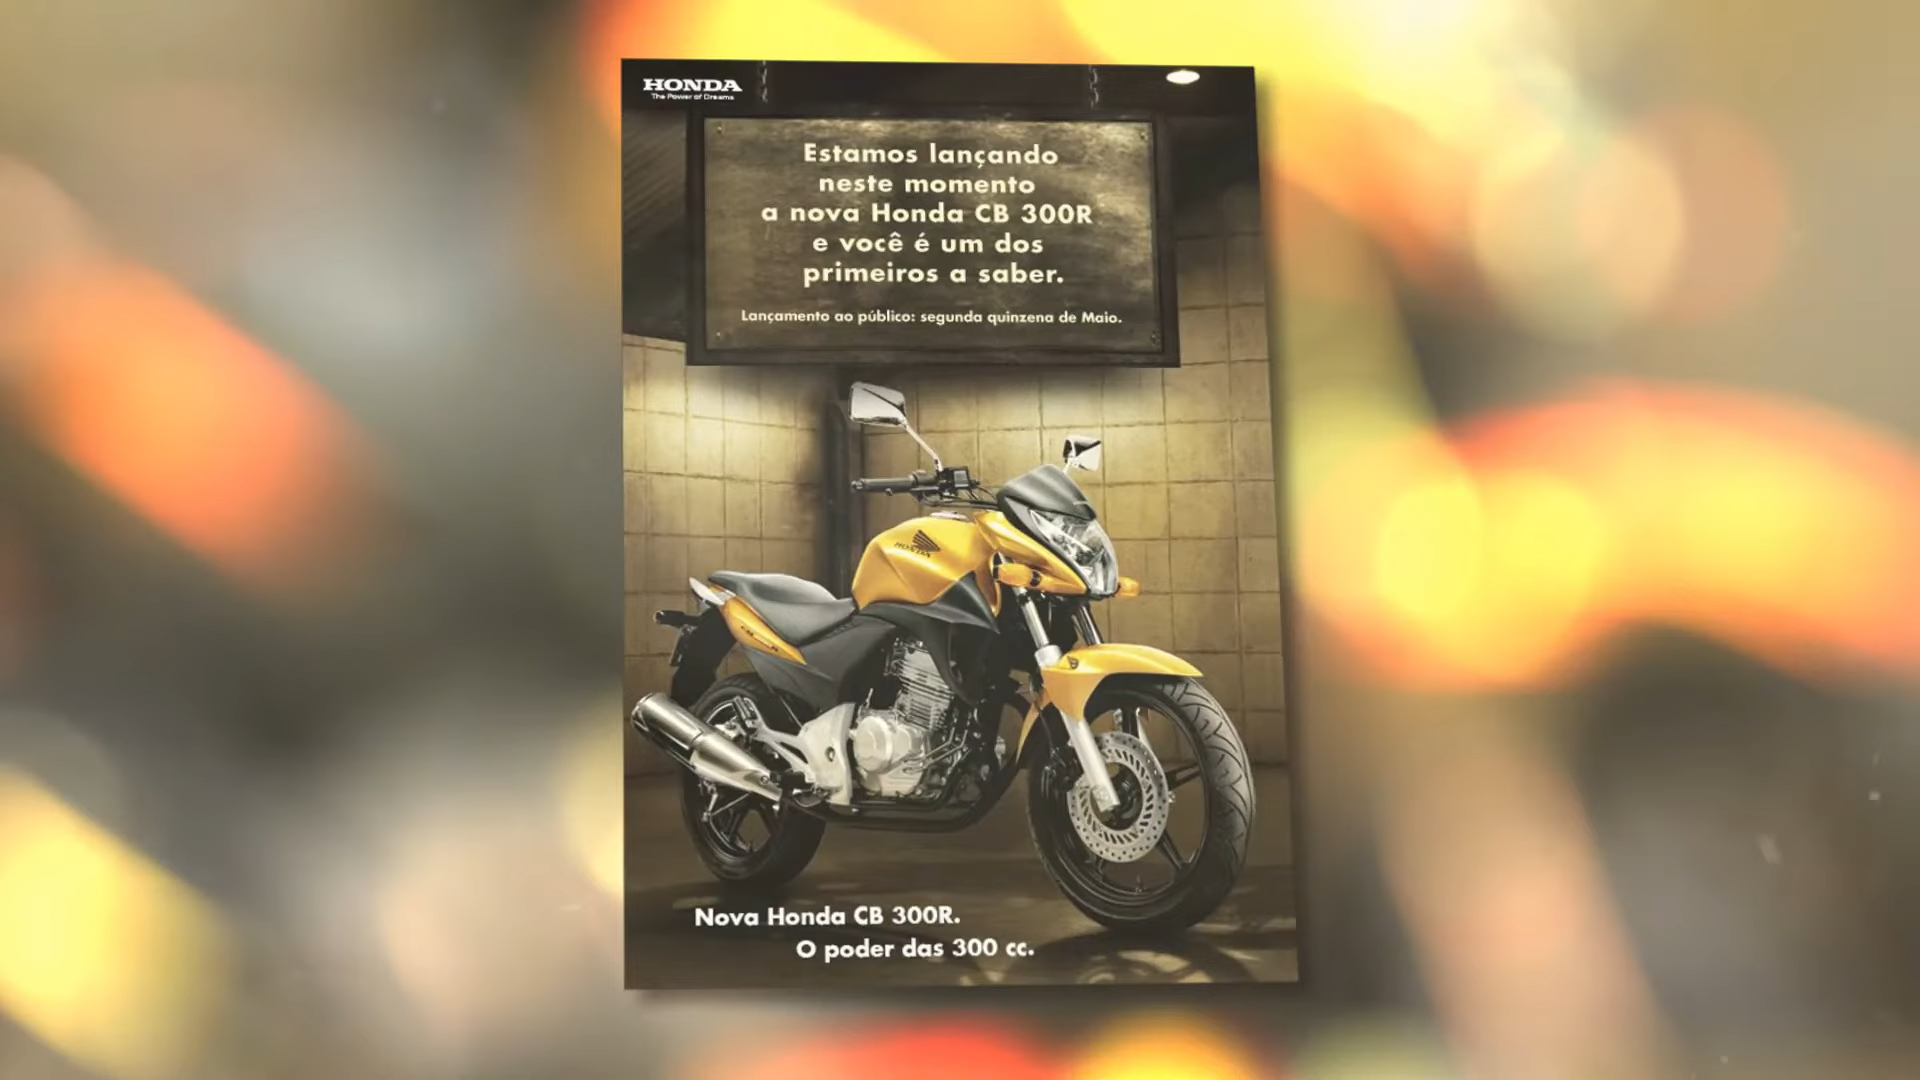 HONDA
The Power of Dreams
Estamos lançando
neste momento
a nova Honda CB 300R
e você é um dos
primeiros a saber.
Lançamento ao público: segunda quinzena de Maio.
HONDA
Nova Honda CB 300R.
O poder das 300 cc.